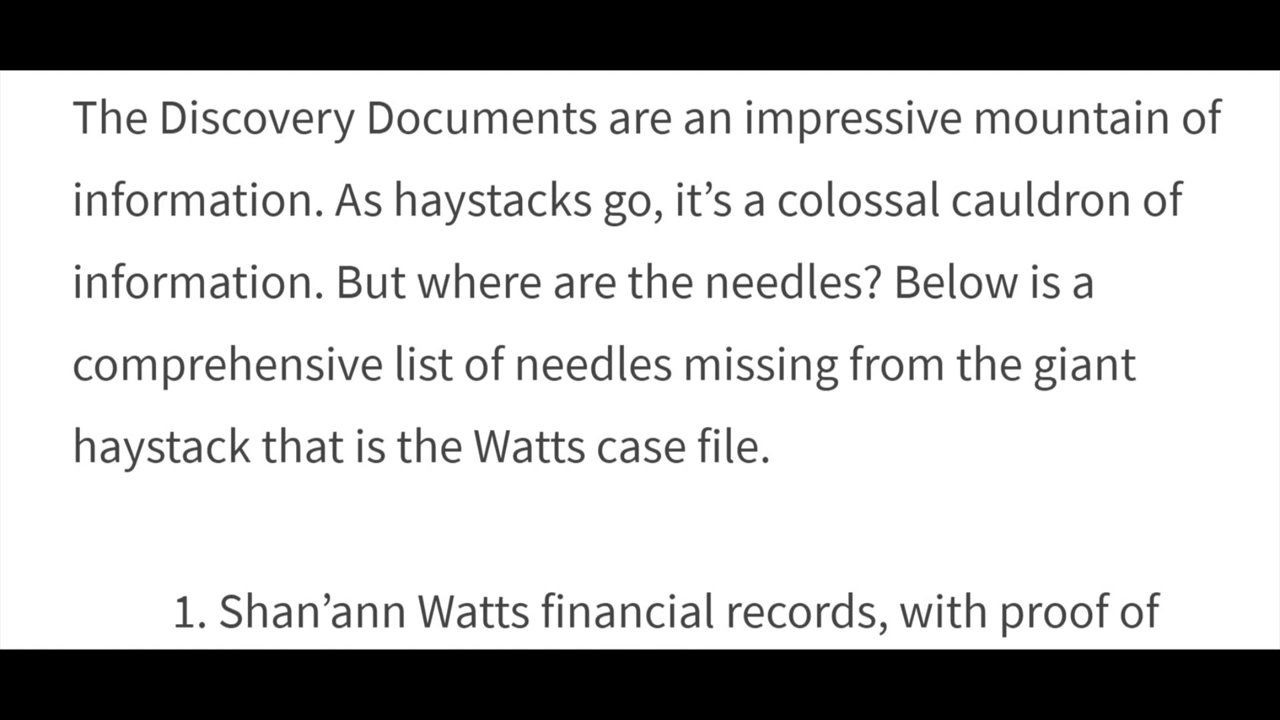 The Discovery Documents are an impressive mountain of
information. As haystacks go, it’s a colossal cauldron of
information. But where are the needles? Below is a
comprehensive list of needles missing from the giant
haystack that is the Watts case file.
1. Shan’ann Watts financial records, with proof of